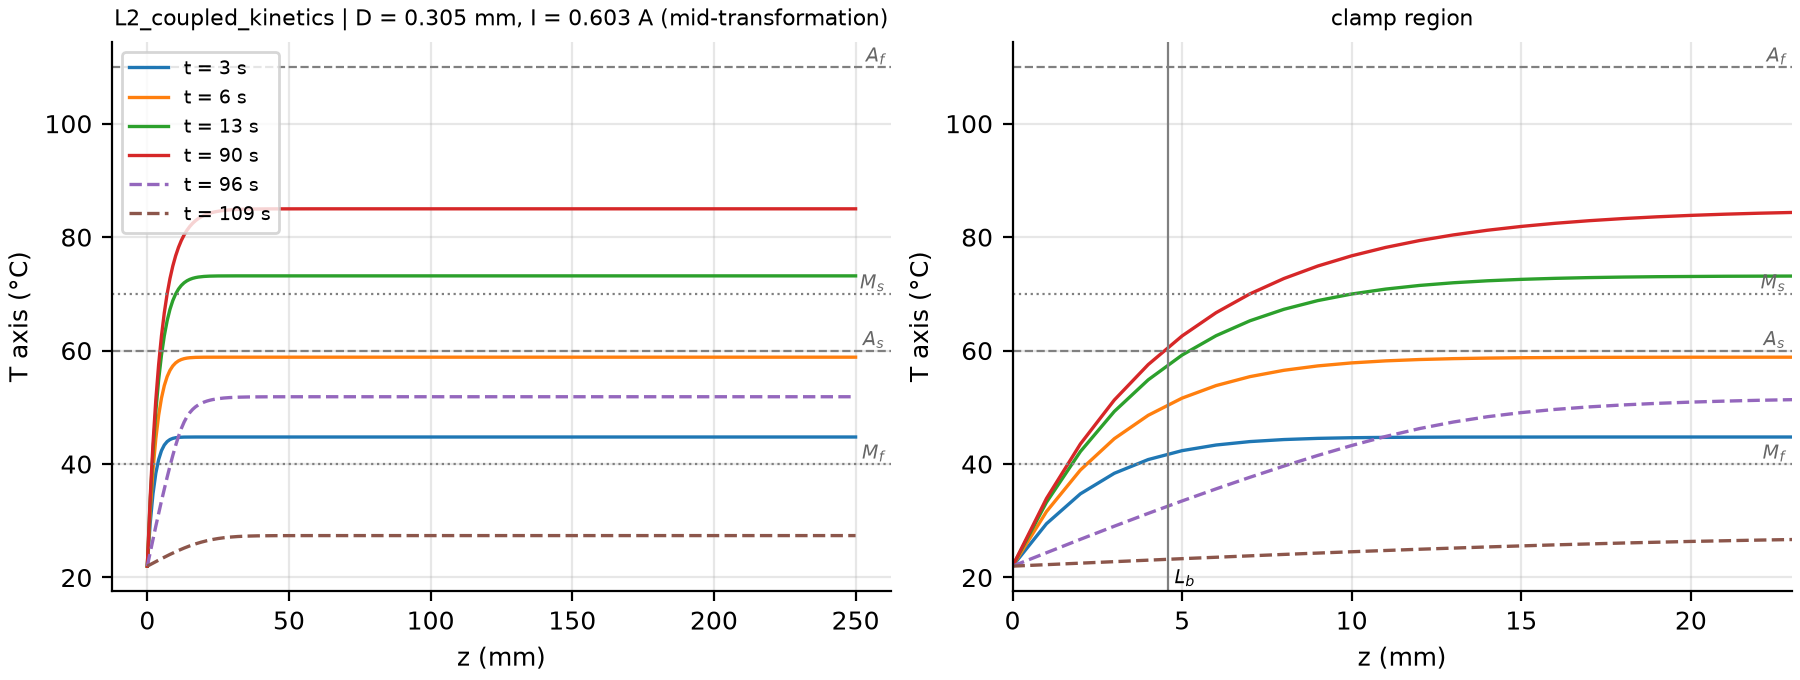 L2_coupled_kinetics | D = 0.305 mm, I = 0.603 A (mid-transformation)
t = 3 s
t = 6 s
t = 13 s
t = 90 s
t = 96 s
t = 109 s
A_f
M_s
A_s
M_f
100
80
60
40
20
T axis (°C)
0
50
100
150
200
250
z (mm)
clamp region
A_f
M_s
A_s
M_f
L_b
100
80
60
40
20
T axis (°C)
0
5
10
15
20
z (mm)